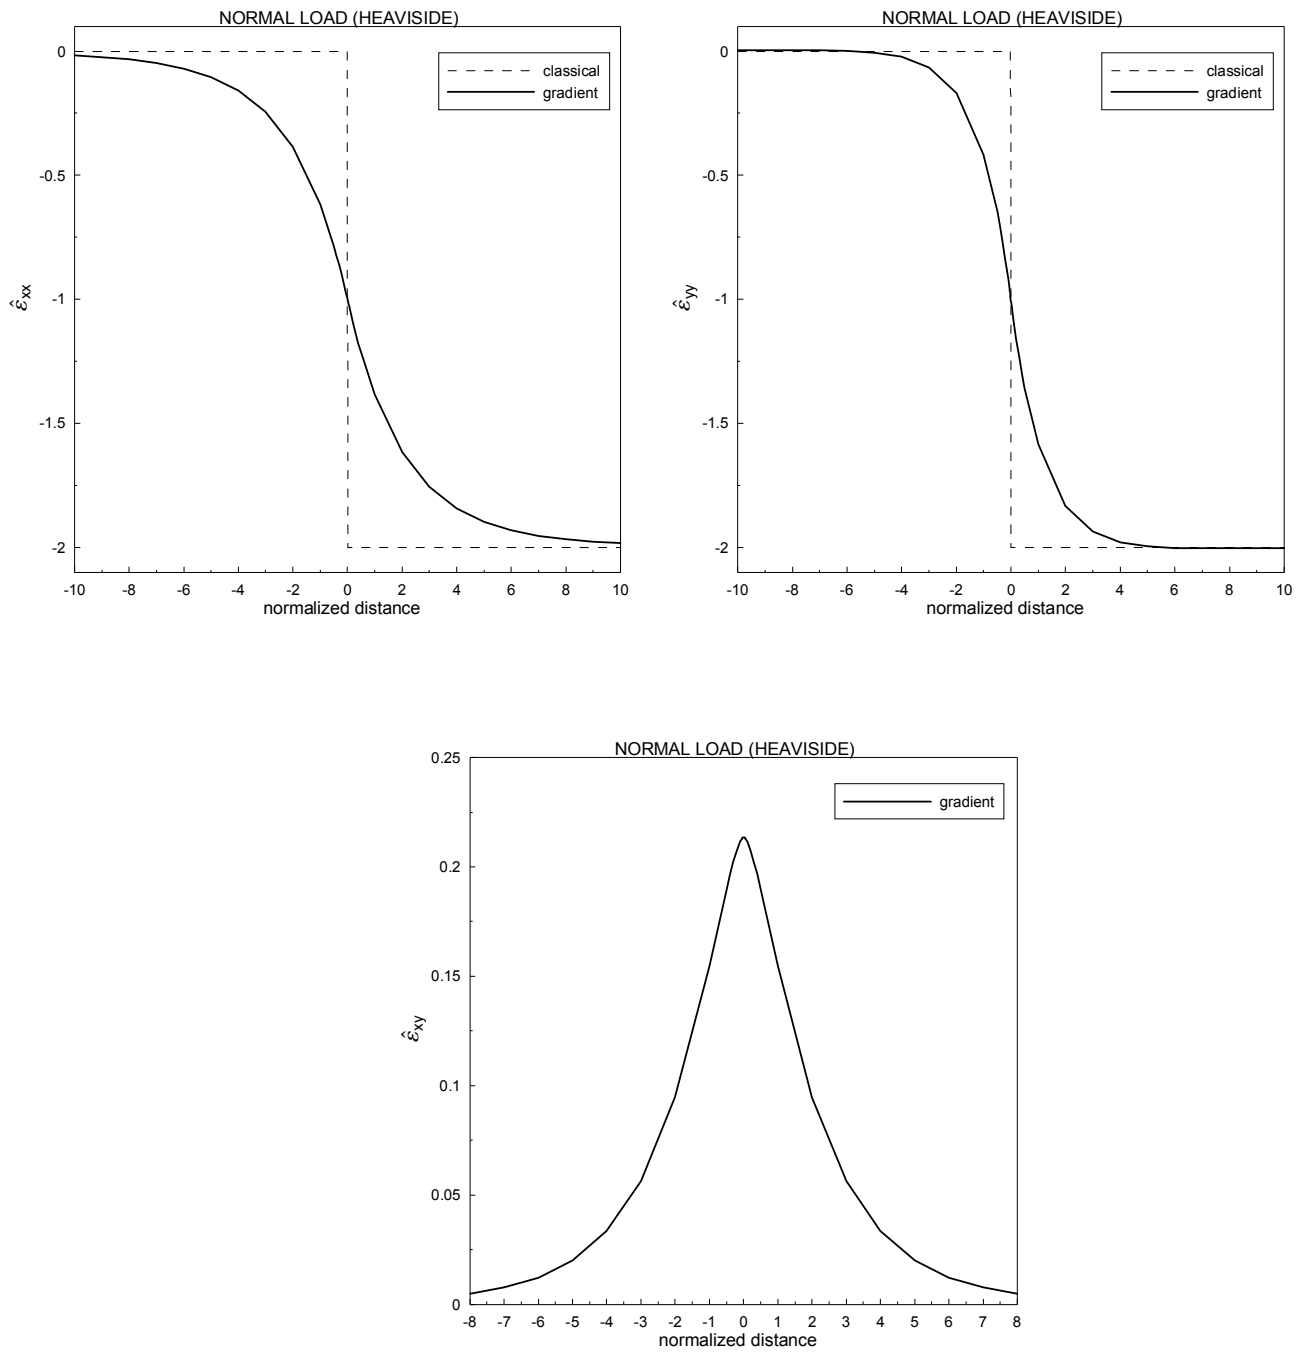 NORMAL LOAD (HEAVISIDE)
classical
gradient
0
-0.5
-1
-1.5
-2
ε̂xx
-10 -8 -6 -4 -2 0 2 4 6 8 10
normalized distance
NORMAL LOAD (HEAVISIDE)
classical
gradient
0
-0.5
-1
-1.5
-2
ε̂yy
-10 -8 -6 -4 -2 0 2 4 6 8 10
normalized distance
NORMAL LOAD (HEAVISIDE)
gradient
0.25
0.2
0.15
0.1
0.05
0
ε̂xy
-8 -7 -6 -5 -4 -3 -2 -1 0 1 2 3 4 5 6 7 8
normalized distance